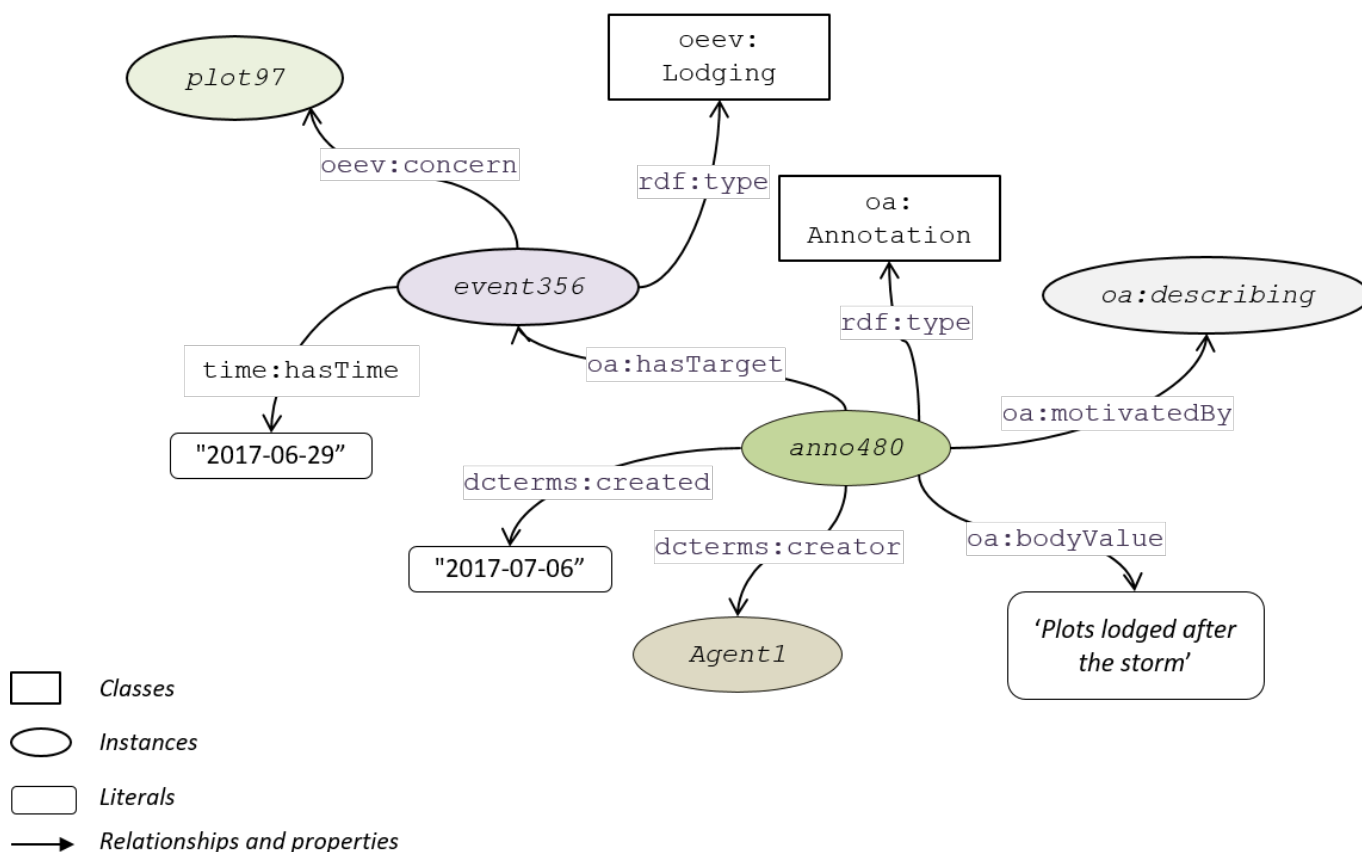 oeev:
Lodging
plot97
oeev:concern
rdf:type
oa:
Annotation
event356
oa:describing
rdf:type
time:hasTime
oa:hasTarget
oa:motivatedBy
"2017-06-29”
anno480
dcterms:created
dcterms:creator
oa:bodyValue
"2017-07-06”
‘Plots lodged after
the storm’
Agent1
Classes
Instances
Literals
Relationships and properties